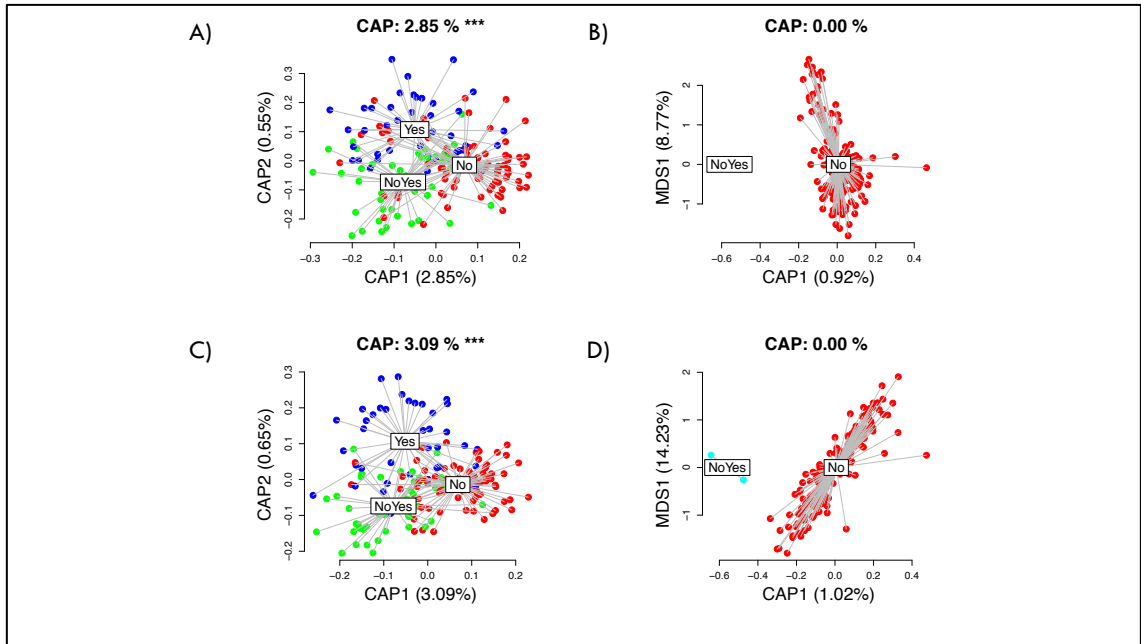 A)
CAP: 2.85 % ***
CAP2 (0.55%)
0.3
0.2
0.1
0.0
−0.1
−0.2
Yes
No
NoYes
−0.3 −0.2 −0.1 0.0 0.1 0.2
CAP1 (2.85%)
B)
CAP: 0.00 %
MDS1 (8.77%)
2
1
0
−1
NoYes
No
−0.6 −0.4 −0.2 0.0 0.2 0.4
CAP1 (0.92%)
C)
CAP: 3.09 % ***
CAP2 (0.65%)
0.3
0.2
0.1
0.0
−0.1
−0.2
Yes
No
NoYes
−0.2 −0.1 0.0 0.1 0.2
CAP1 (3.09%)
D)
CAP: 0.00 %
MDS1 (14.23%)
2
1
0
−1
NoYes
No
−0.6 −0.4 −0.2 0.0 0.2 0.4
CAP1 (1.02%)